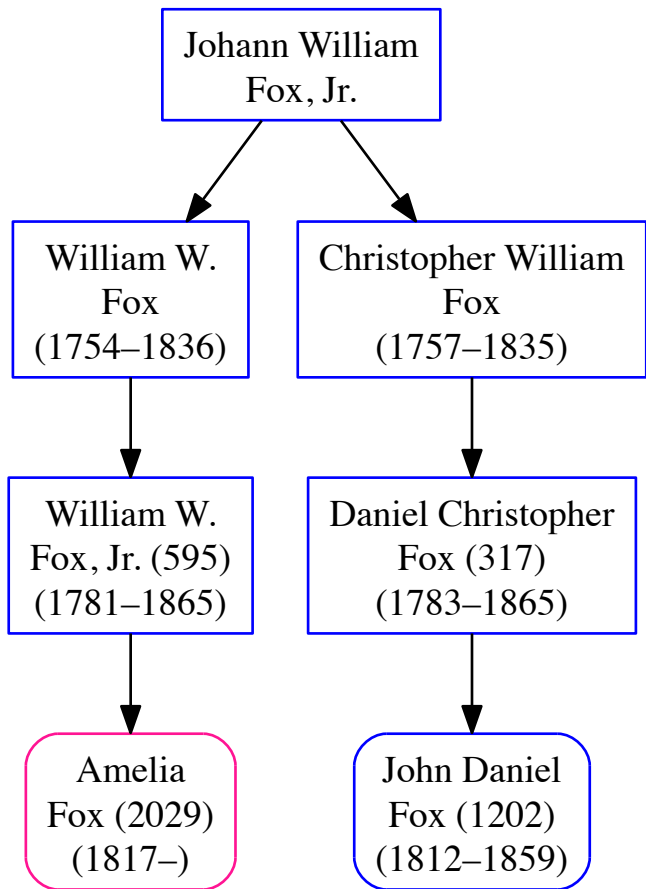 Johann William
Fox, Jr.
William W.
Fox
(1754–1836)
Christopher William
Fox
(1757–1835)
William W.
Fox, Jr. (595)
(1781–1865)
Daniel Christopher
Fox (317)
(1783–1865)
Amelia
Fox (2029)
(1817–)
John Daniel
Fox (1202)
(1812–1859)